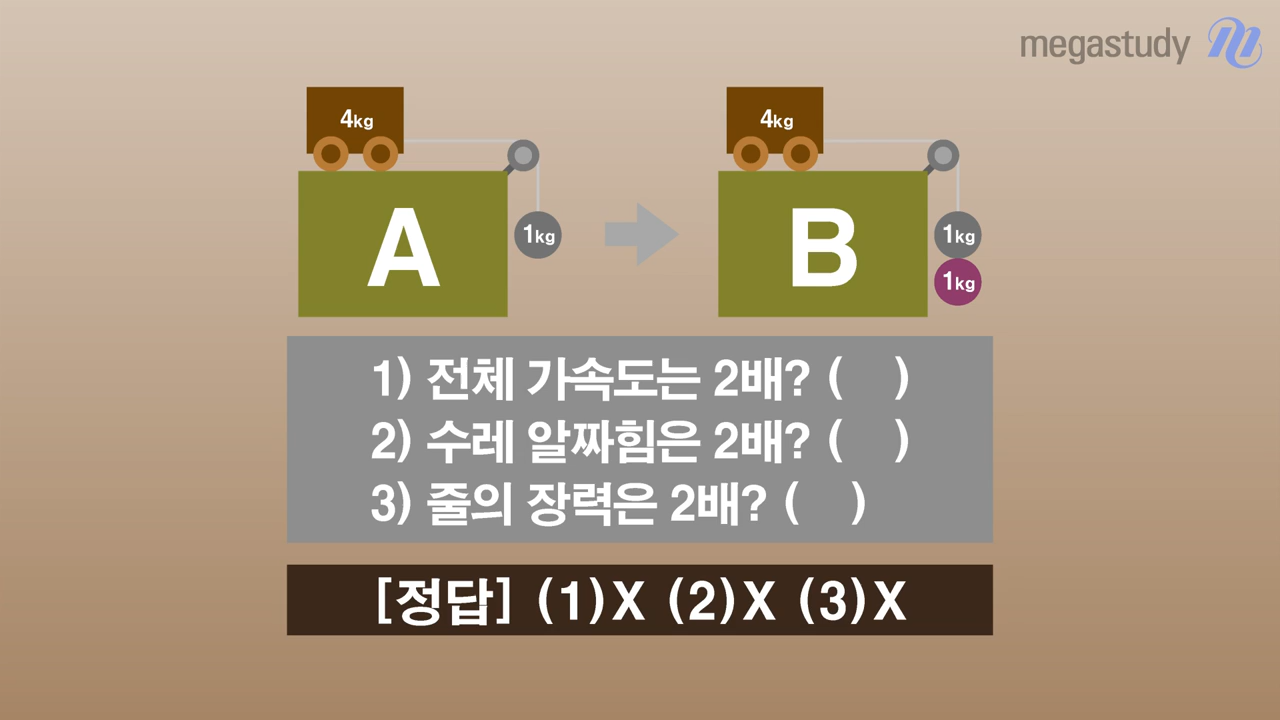 megastudy
4kg
4kg
A
1kg
B
1kg
1kg
1) 전체 가속도는 2배? (    )
2) 수레 알짜힘은 2배? (    )
3) 줄의 장력은 2배? (    )
[정답] (1)X (2)X (3)X